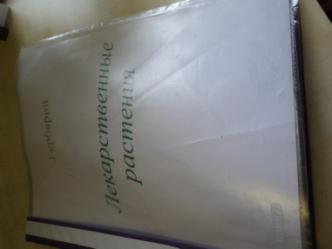 Гербарий
Лекарственные
растения